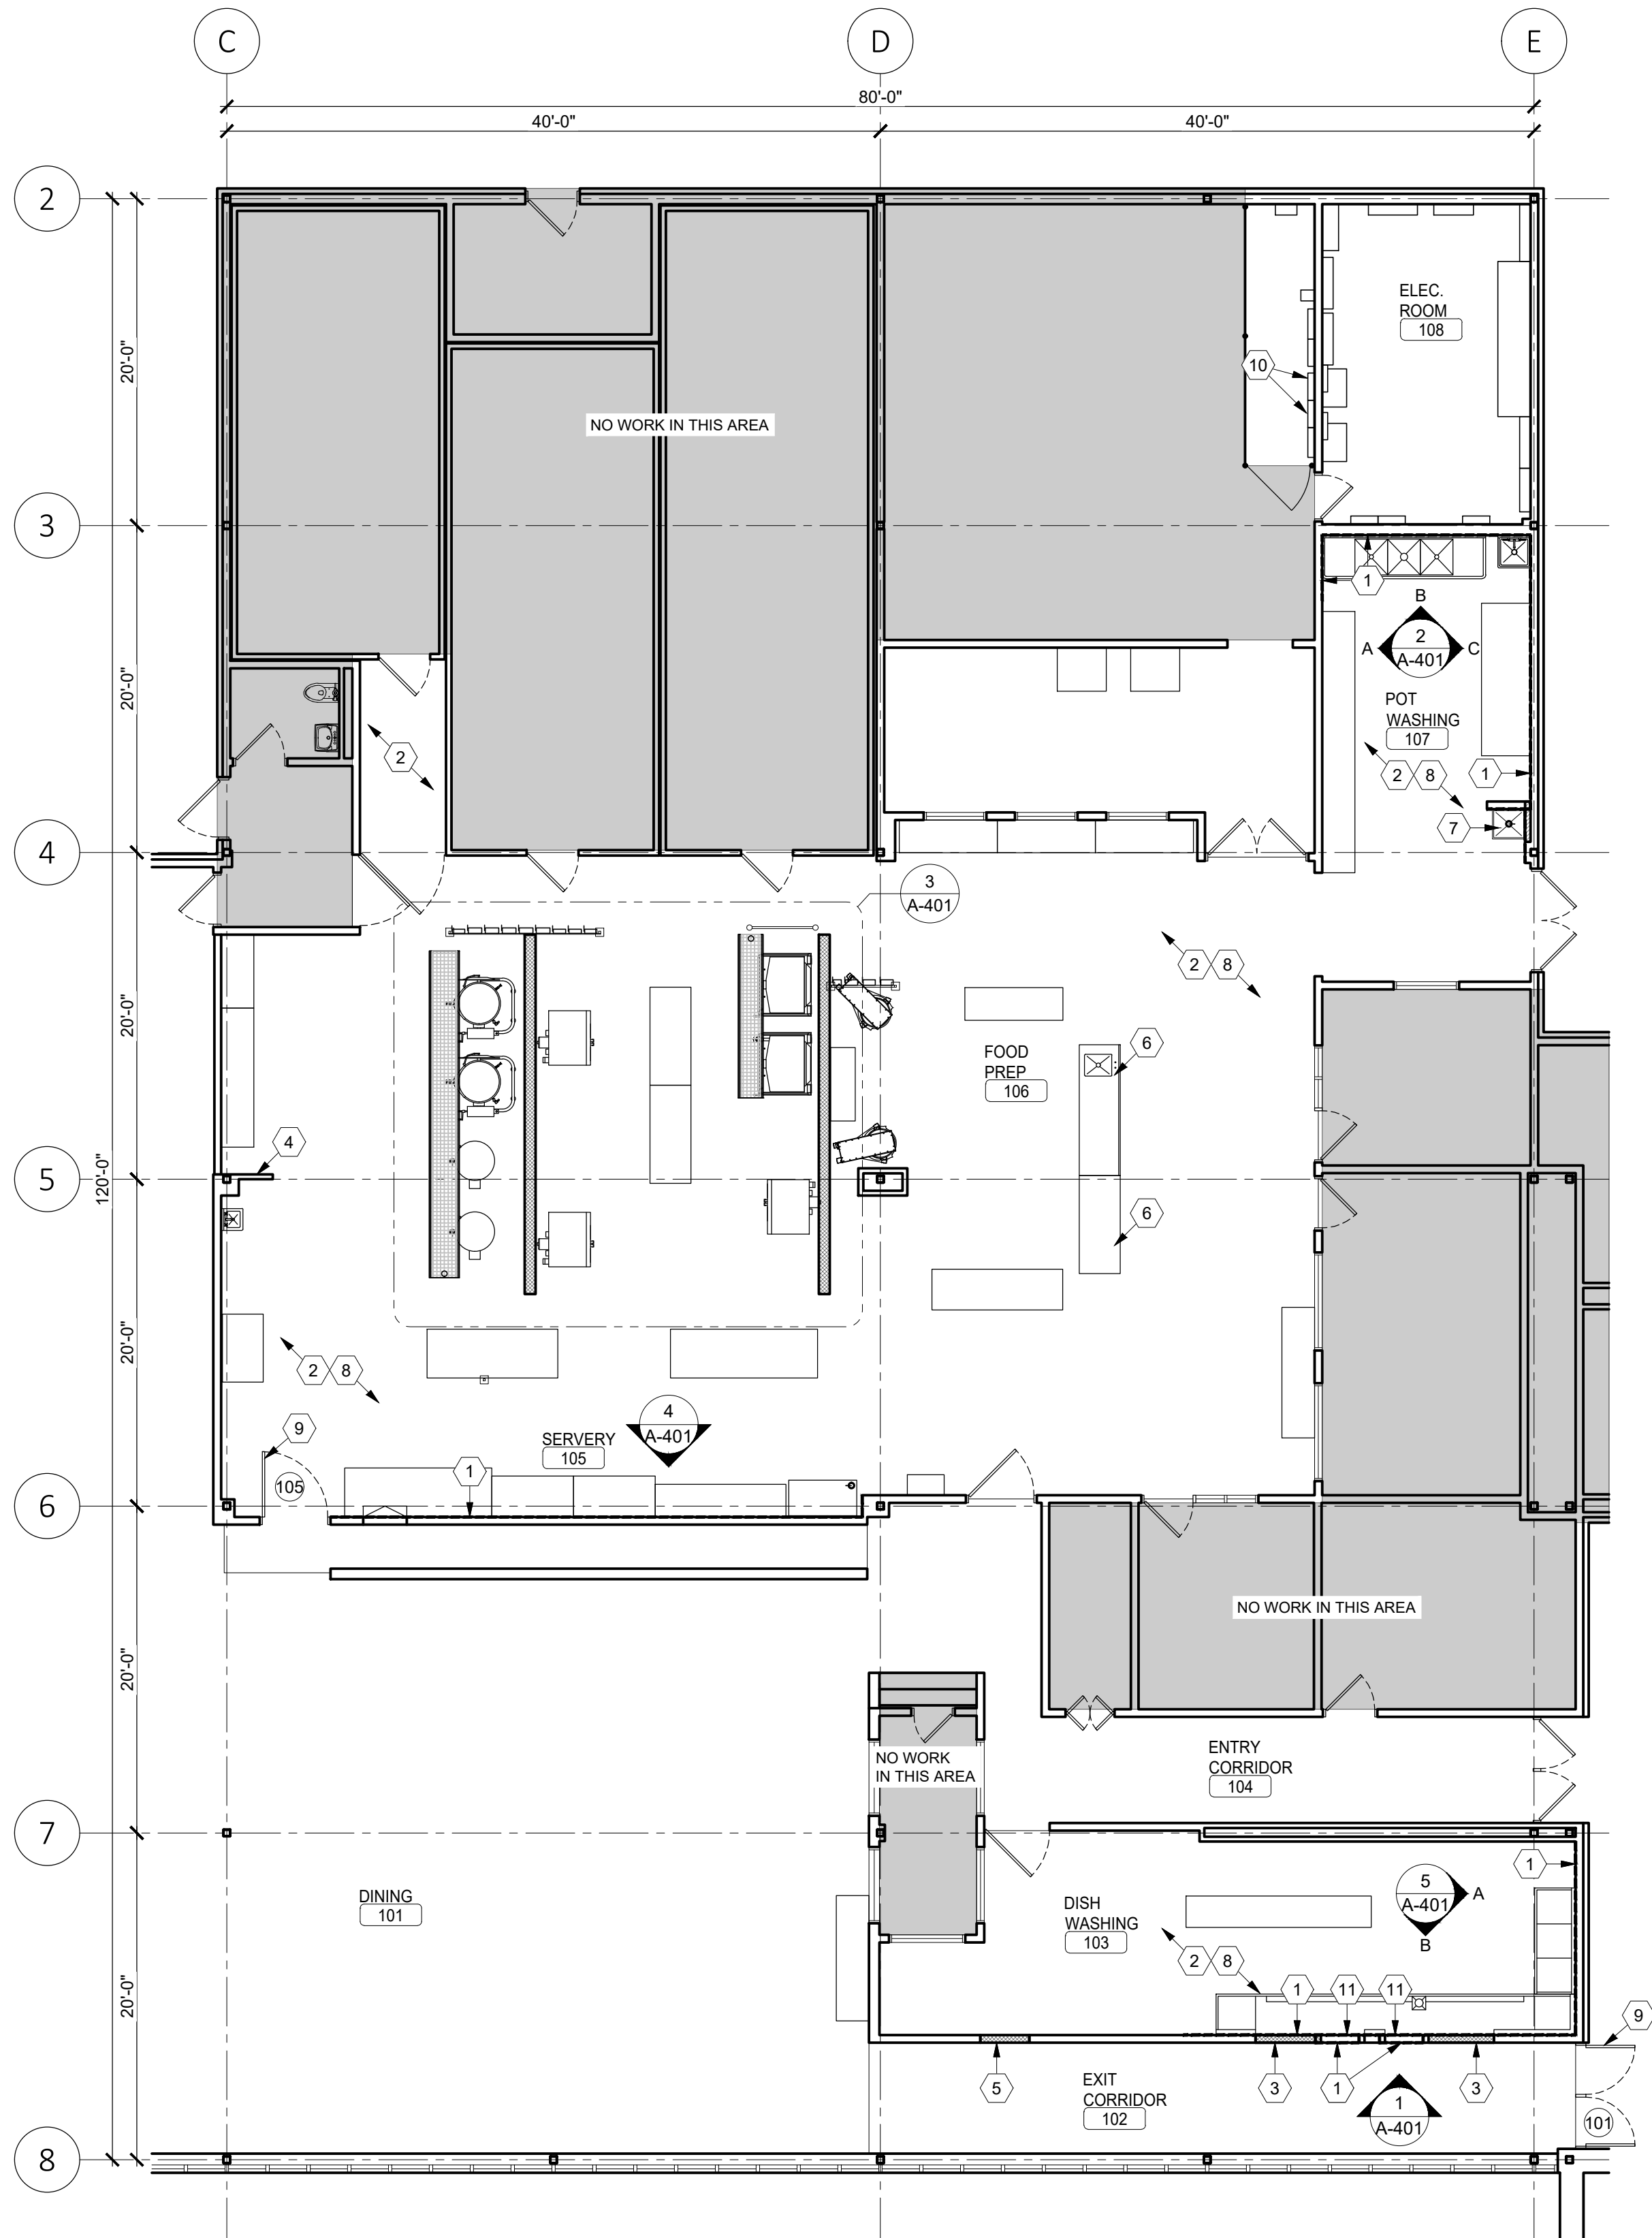 C
D
E
80'-0"
40'-0"
40'-0"
2
20'-0"
ELEC.
ROOM
108
10
NO WORK IN THIS AREA
3
1
B
2
A
C
A-401
20'-0"
POT
WASHING
107
2
2
8
1
7
4
3
A-401
2
8
20'-0"
6
FOOD
PREP
106
4
5
120'-0"
6
20'-0"
2
8
4
A-401
9
SERVERY
105
1
105
6
NO WORK IN THIS AREA
20'-0"
ENTRY
CORRIDOR
104
NO WORK
IN THIS AREA
7
1
5
A
A-401
B
DINING
101
DISH
WASHING
103
2
8
20'-0"
1
11
11
9
5
3
1
3
EXIT
CORRIDOR
102
1
A-401
101
8